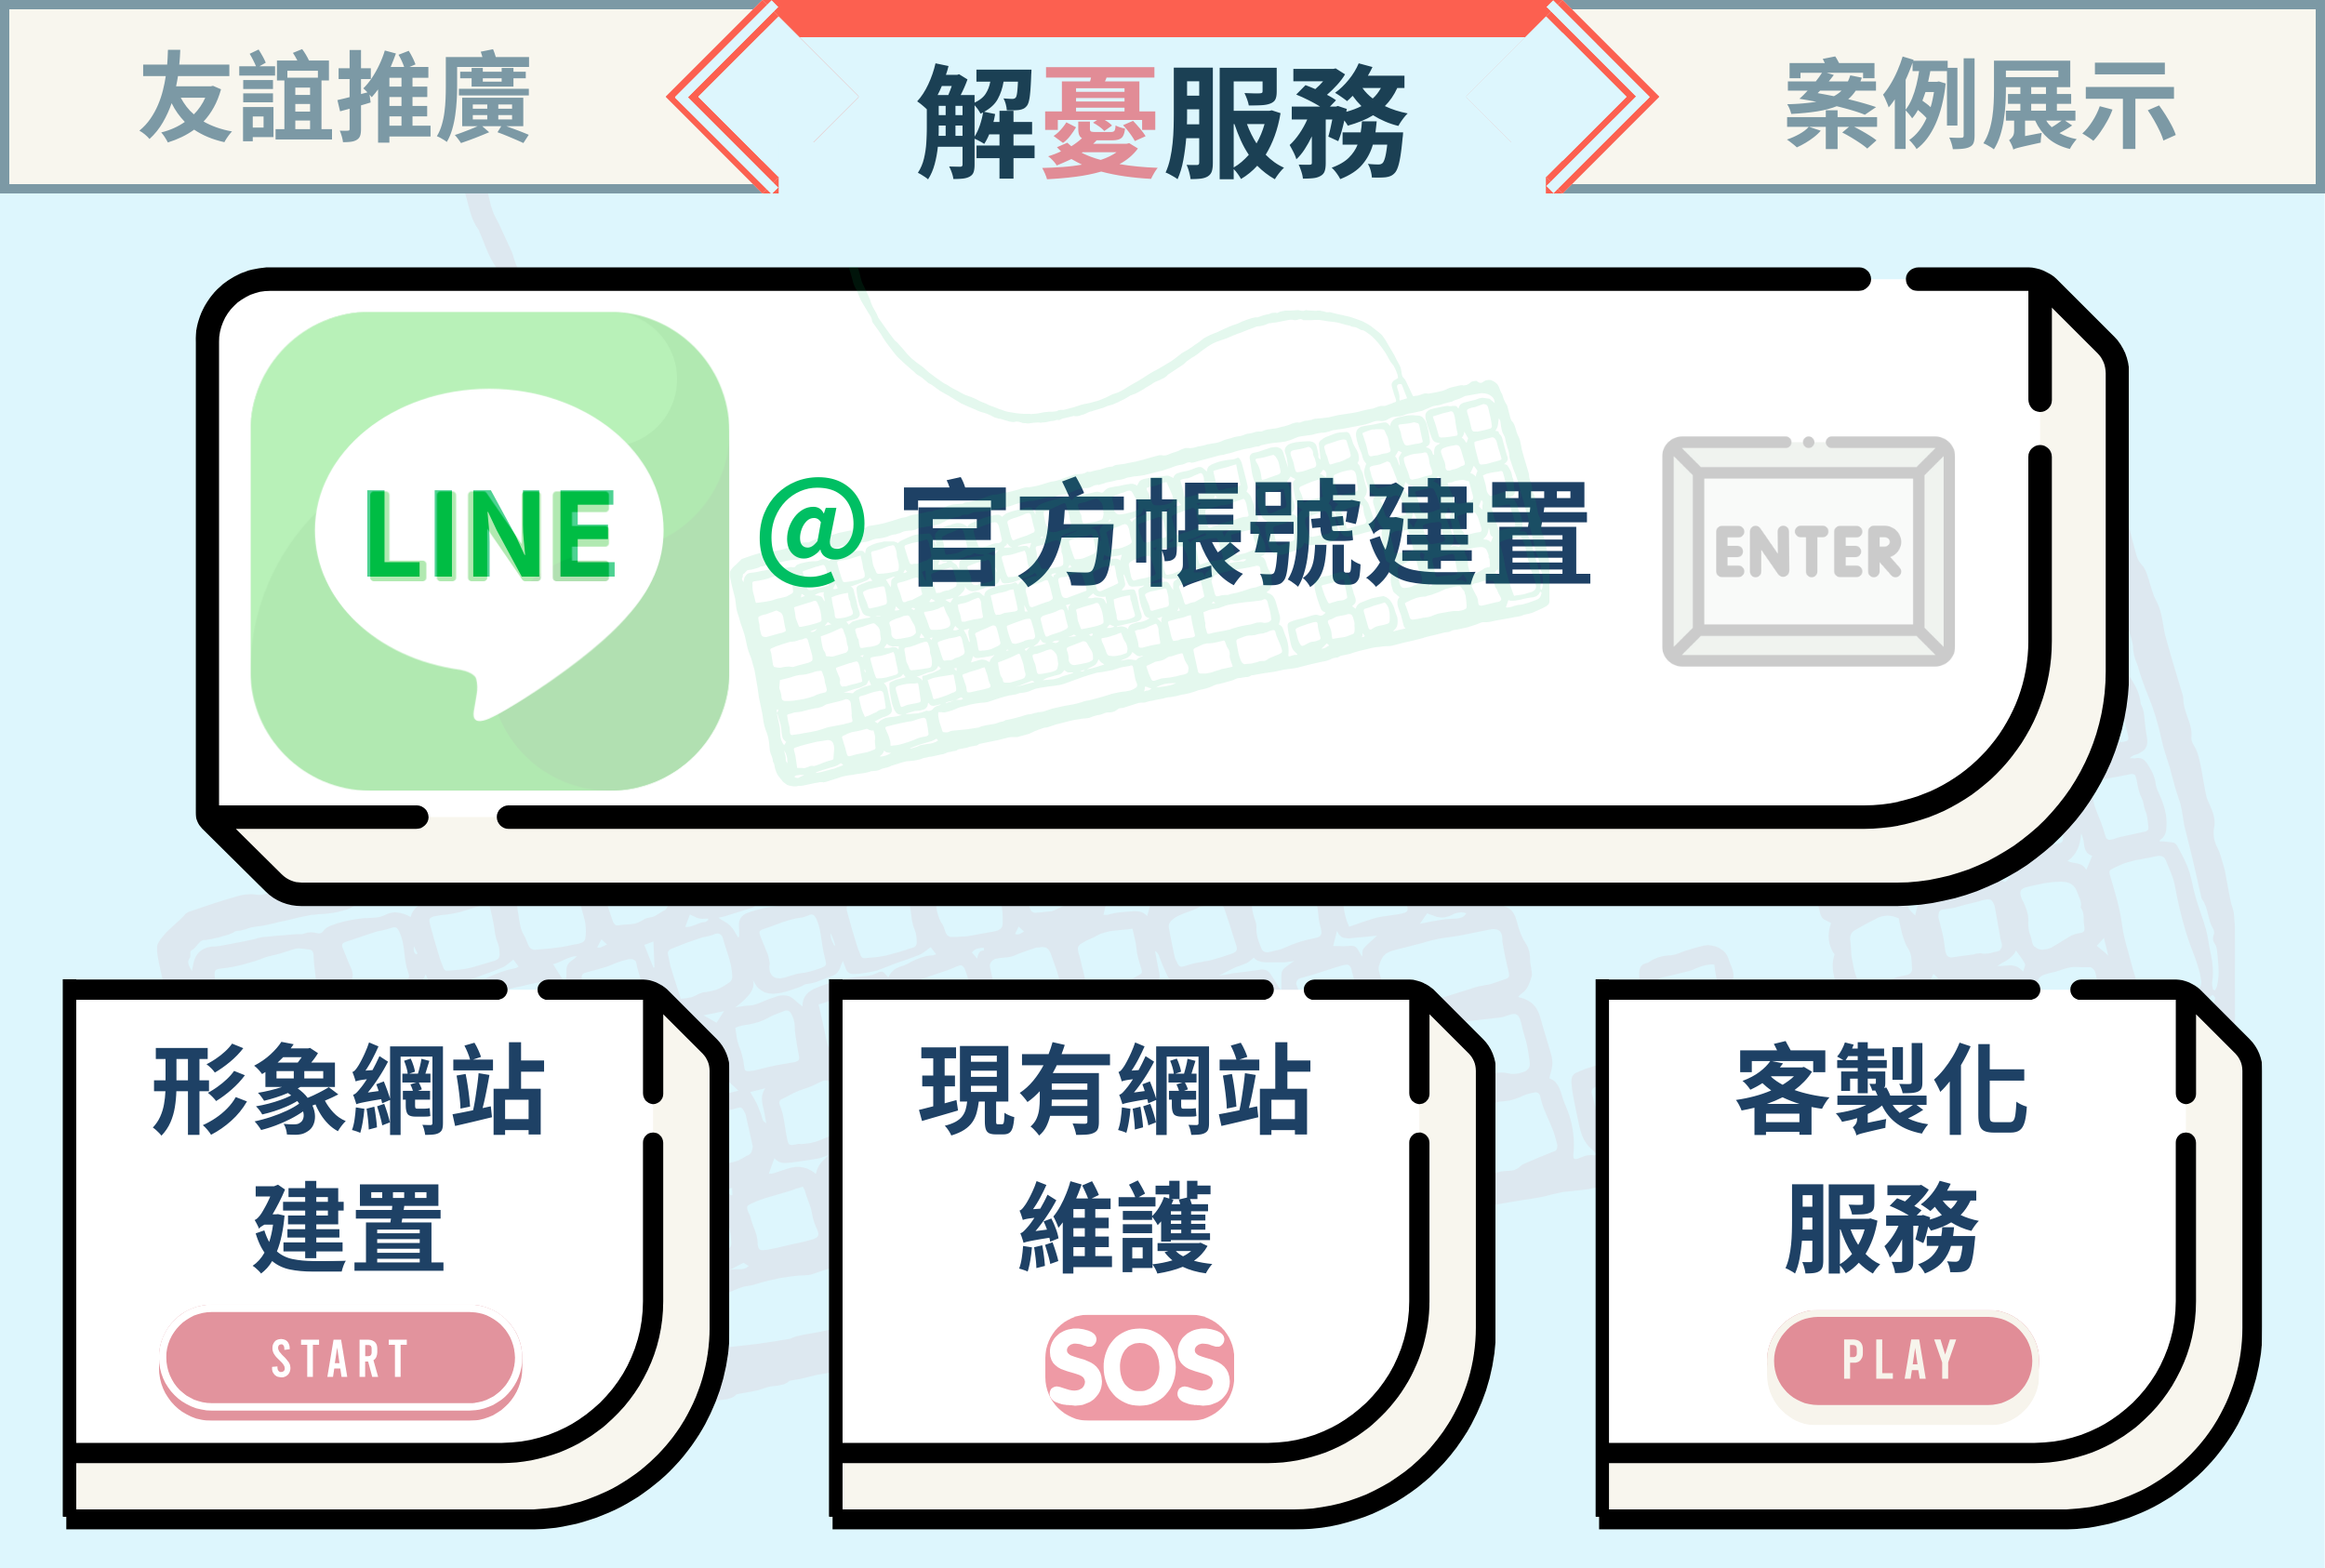 友誼推廣
解憂服務
案例展示
LINE
@官方帳號建置
ENTER
形象網站
建置
START
現有網站
維護
SOS
客製化
服務
PLAY